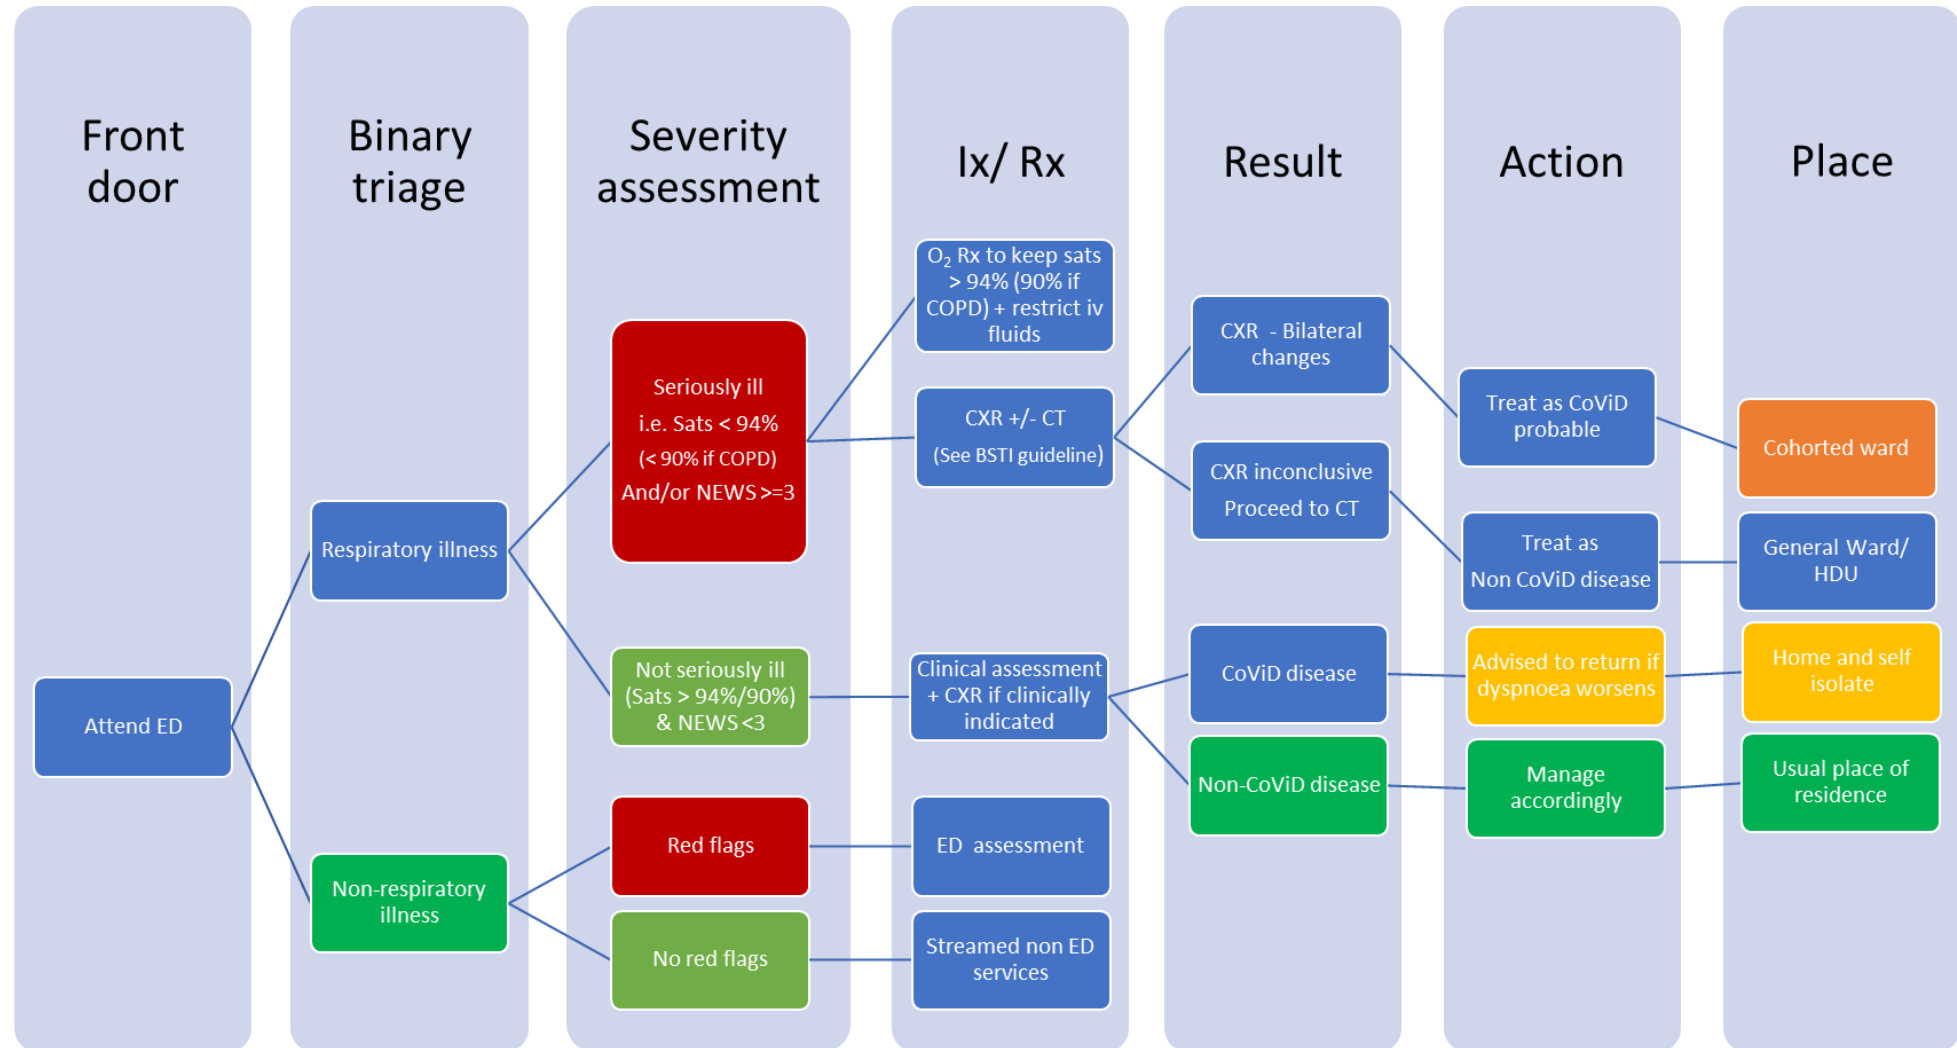 Front
door
Binary
triage
Severity
assessment
Ix/ Rx
Result
Action
Place
Attend ED
Respiratory illness
Non-respiratory
illness
Seriously ill
i.e. Sats < 94%
(< 90% if COPD)
And/or NEWS >=3
Not seriously ill
(Sats > 94%/90%)
& NEWS <3
Red flags
No red flags
O₂ Rx to keep sats
> 94% (90% if
COPD) + restrict iv
fluids
CXR +/- CT
(See BSTI guideline)
Clinical assessment
+ CXR if clinically
indicated
ED assessment
Streamed non ED
services
CXR - Bilateral
changes
CXR inconclusive
Proceed to CT
CoViD disease
Non-CoViD disease
Treat as CoViD
probable
Treat as
Non CoViD disease
Advised to return if
dyspnoea worsens
Manage
accordingly
Cohorted ward
General Ward/
HDU
Home and self
isolate
Usual place of
residence